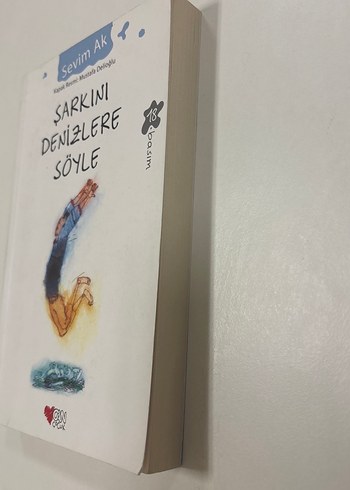 Sevim Ak
Kapak Resmi: Mustafa Delioğlu
ŞARKINI
DENİZLERE
SÖYLE
18.
basım